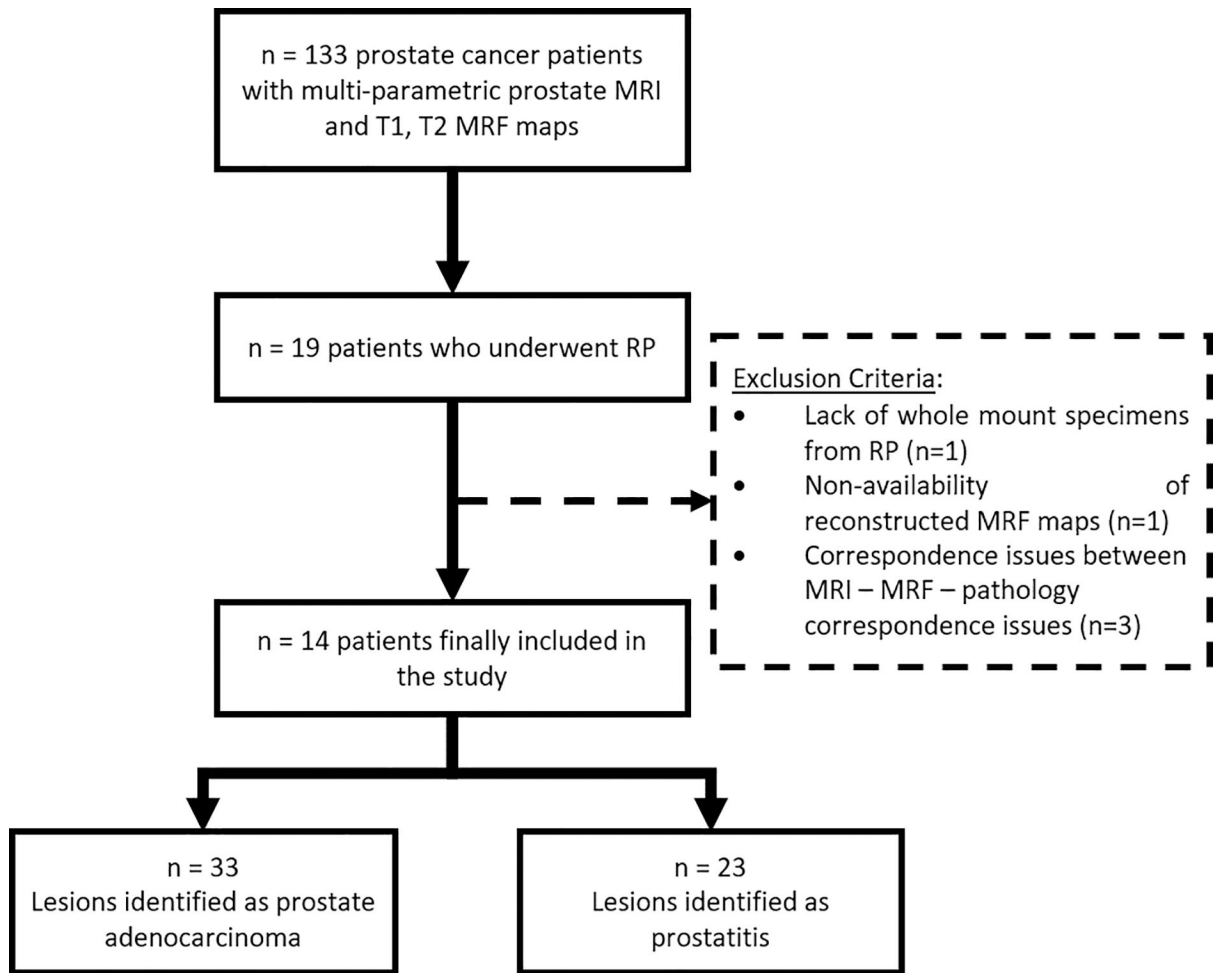 n = 133 prostate cancer patients
with multi-parametric prostate MRI
and T1, T2 MRF maps
n = 19 patients who underwent RP
Exclusion Criteria:
• Lack of whole mount specimens
from RP (n=1)
• Non-availability of
reconstructed MRF maps (n=1)
• Correspondence issues between
MRI – MRF – pathology
correspondence issues (n=3)
n = 14 patients finally included in
the study
n = 33
Lesions identified as prostate
adenocarcinoma
n = 23
Lesions identified as
prostatitis